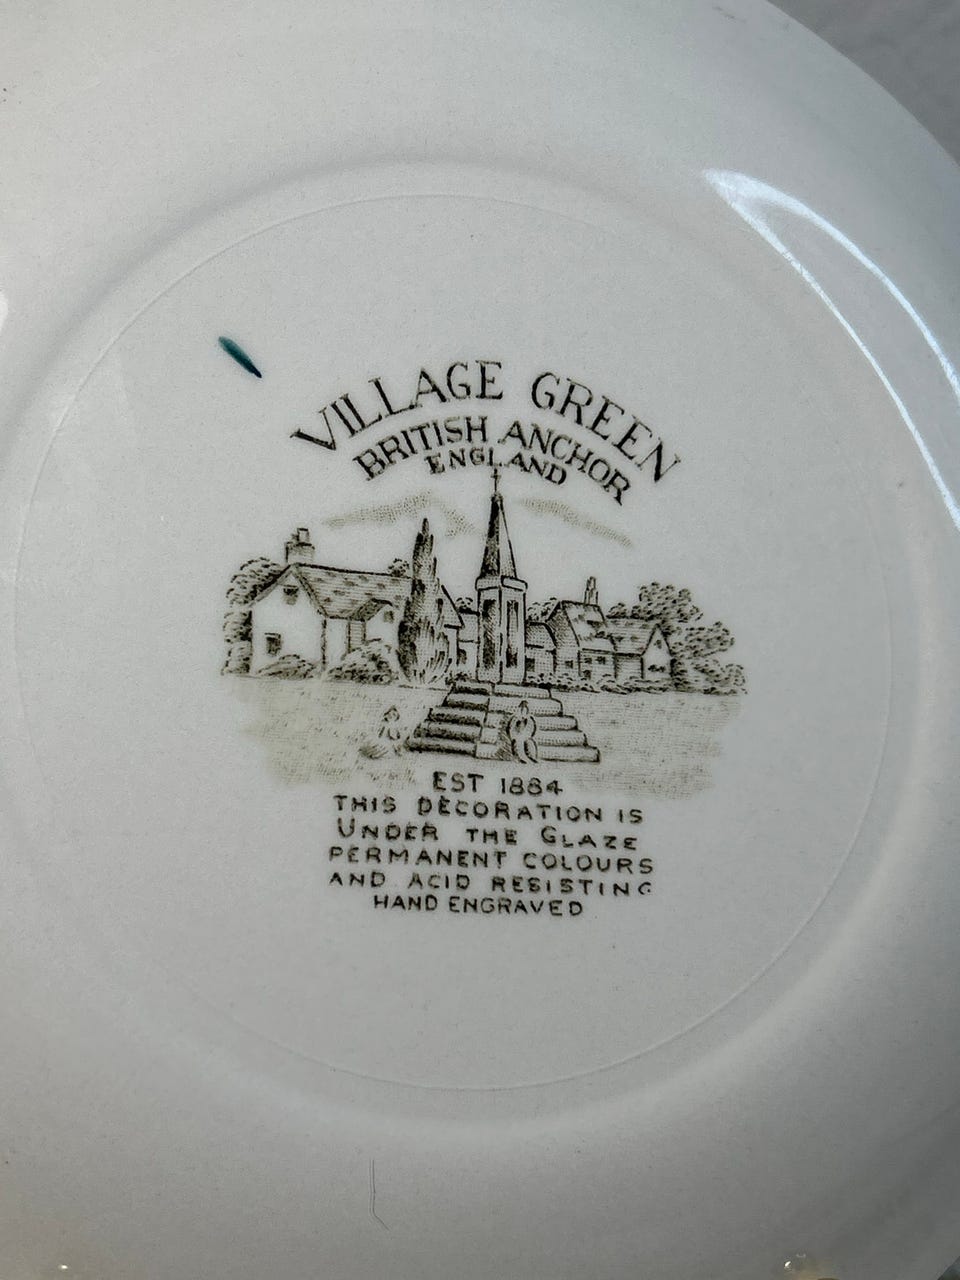 VILLAGE GREEN
BRITISH ANCHOR
ENGLAND
EST 1884
THIS DECORATION IS
UNDER THE GLAZE
PERMANENT COLOURS
AND ACID RESISTING
HAND ENGRAVED